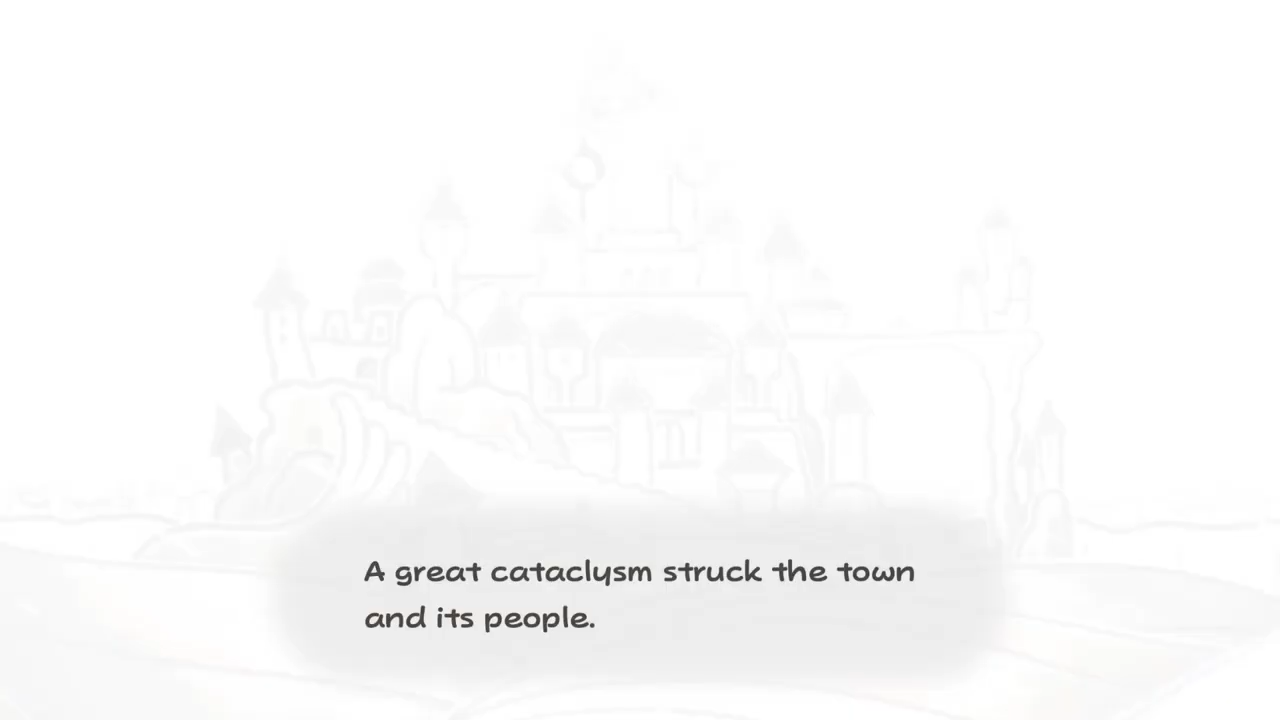 A great cataclysm struck the town
and its people.